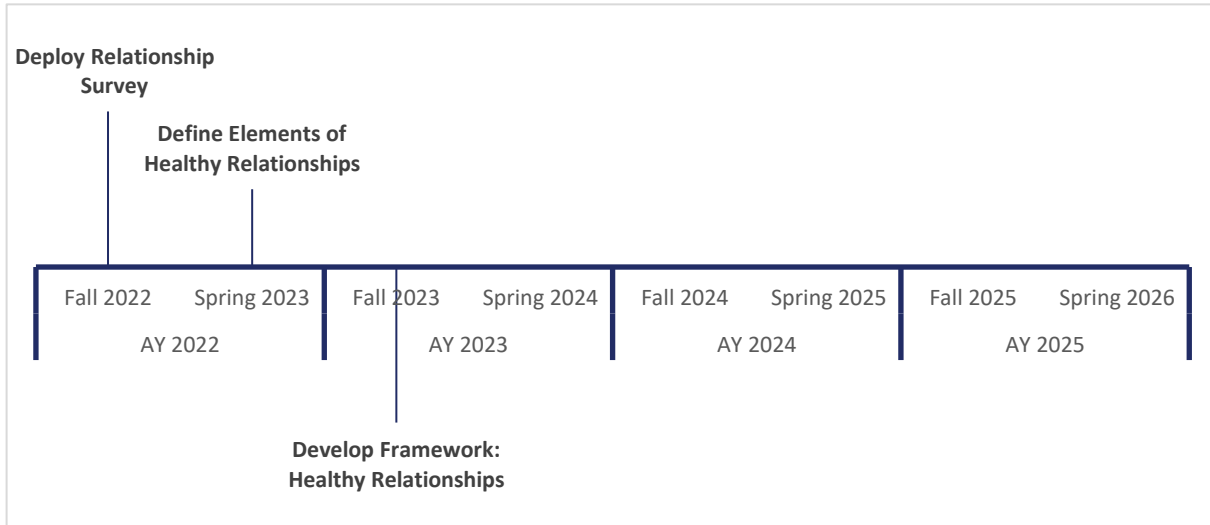 Deploy Relationship
Survey
Define Elements of
Healthy Relationships
Fall 2022 Spring 2023 Fall 2023 Spring 2024 Fall 2024 Spring 2025 Fall 2025 Spring 2026
AY 2022 AY 2023 AY 2024 AY 2025
Develop Framework:
Healthy Relationships